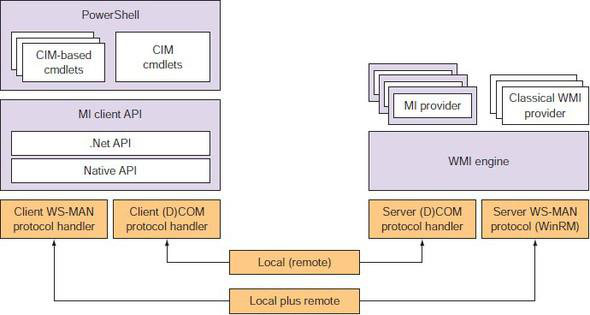 PowerShell
CIM-based
cmdlets
CIM
cmdlets
MI client API
.Net API
Native API
Client WS-MAN
protocol handler
Client (D)COM
protocol handler
MI provider
Classical WMI
provider
WMI engine
Server (D)COM
protocol handler
Server WS-MAN
protocol (WinRM)
Local (remote)
Local plus remote